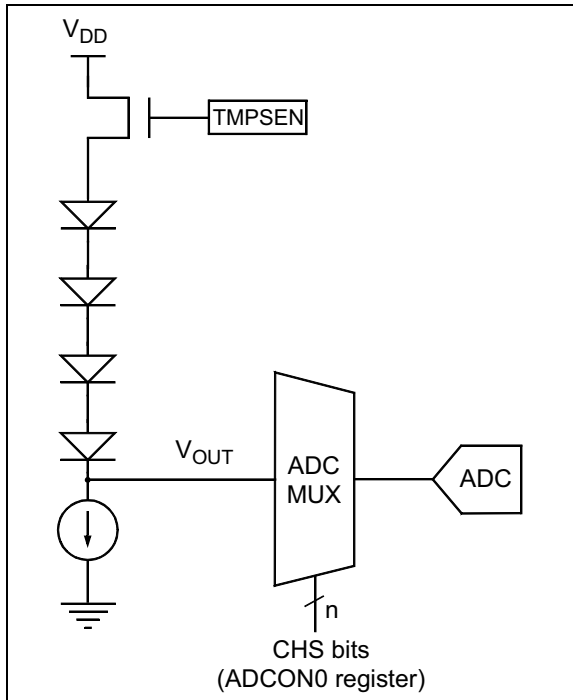 VDD
TMPSEN
VOUT
ADC
MUX
ADC
n
CHS bits
(ADCON0 register)